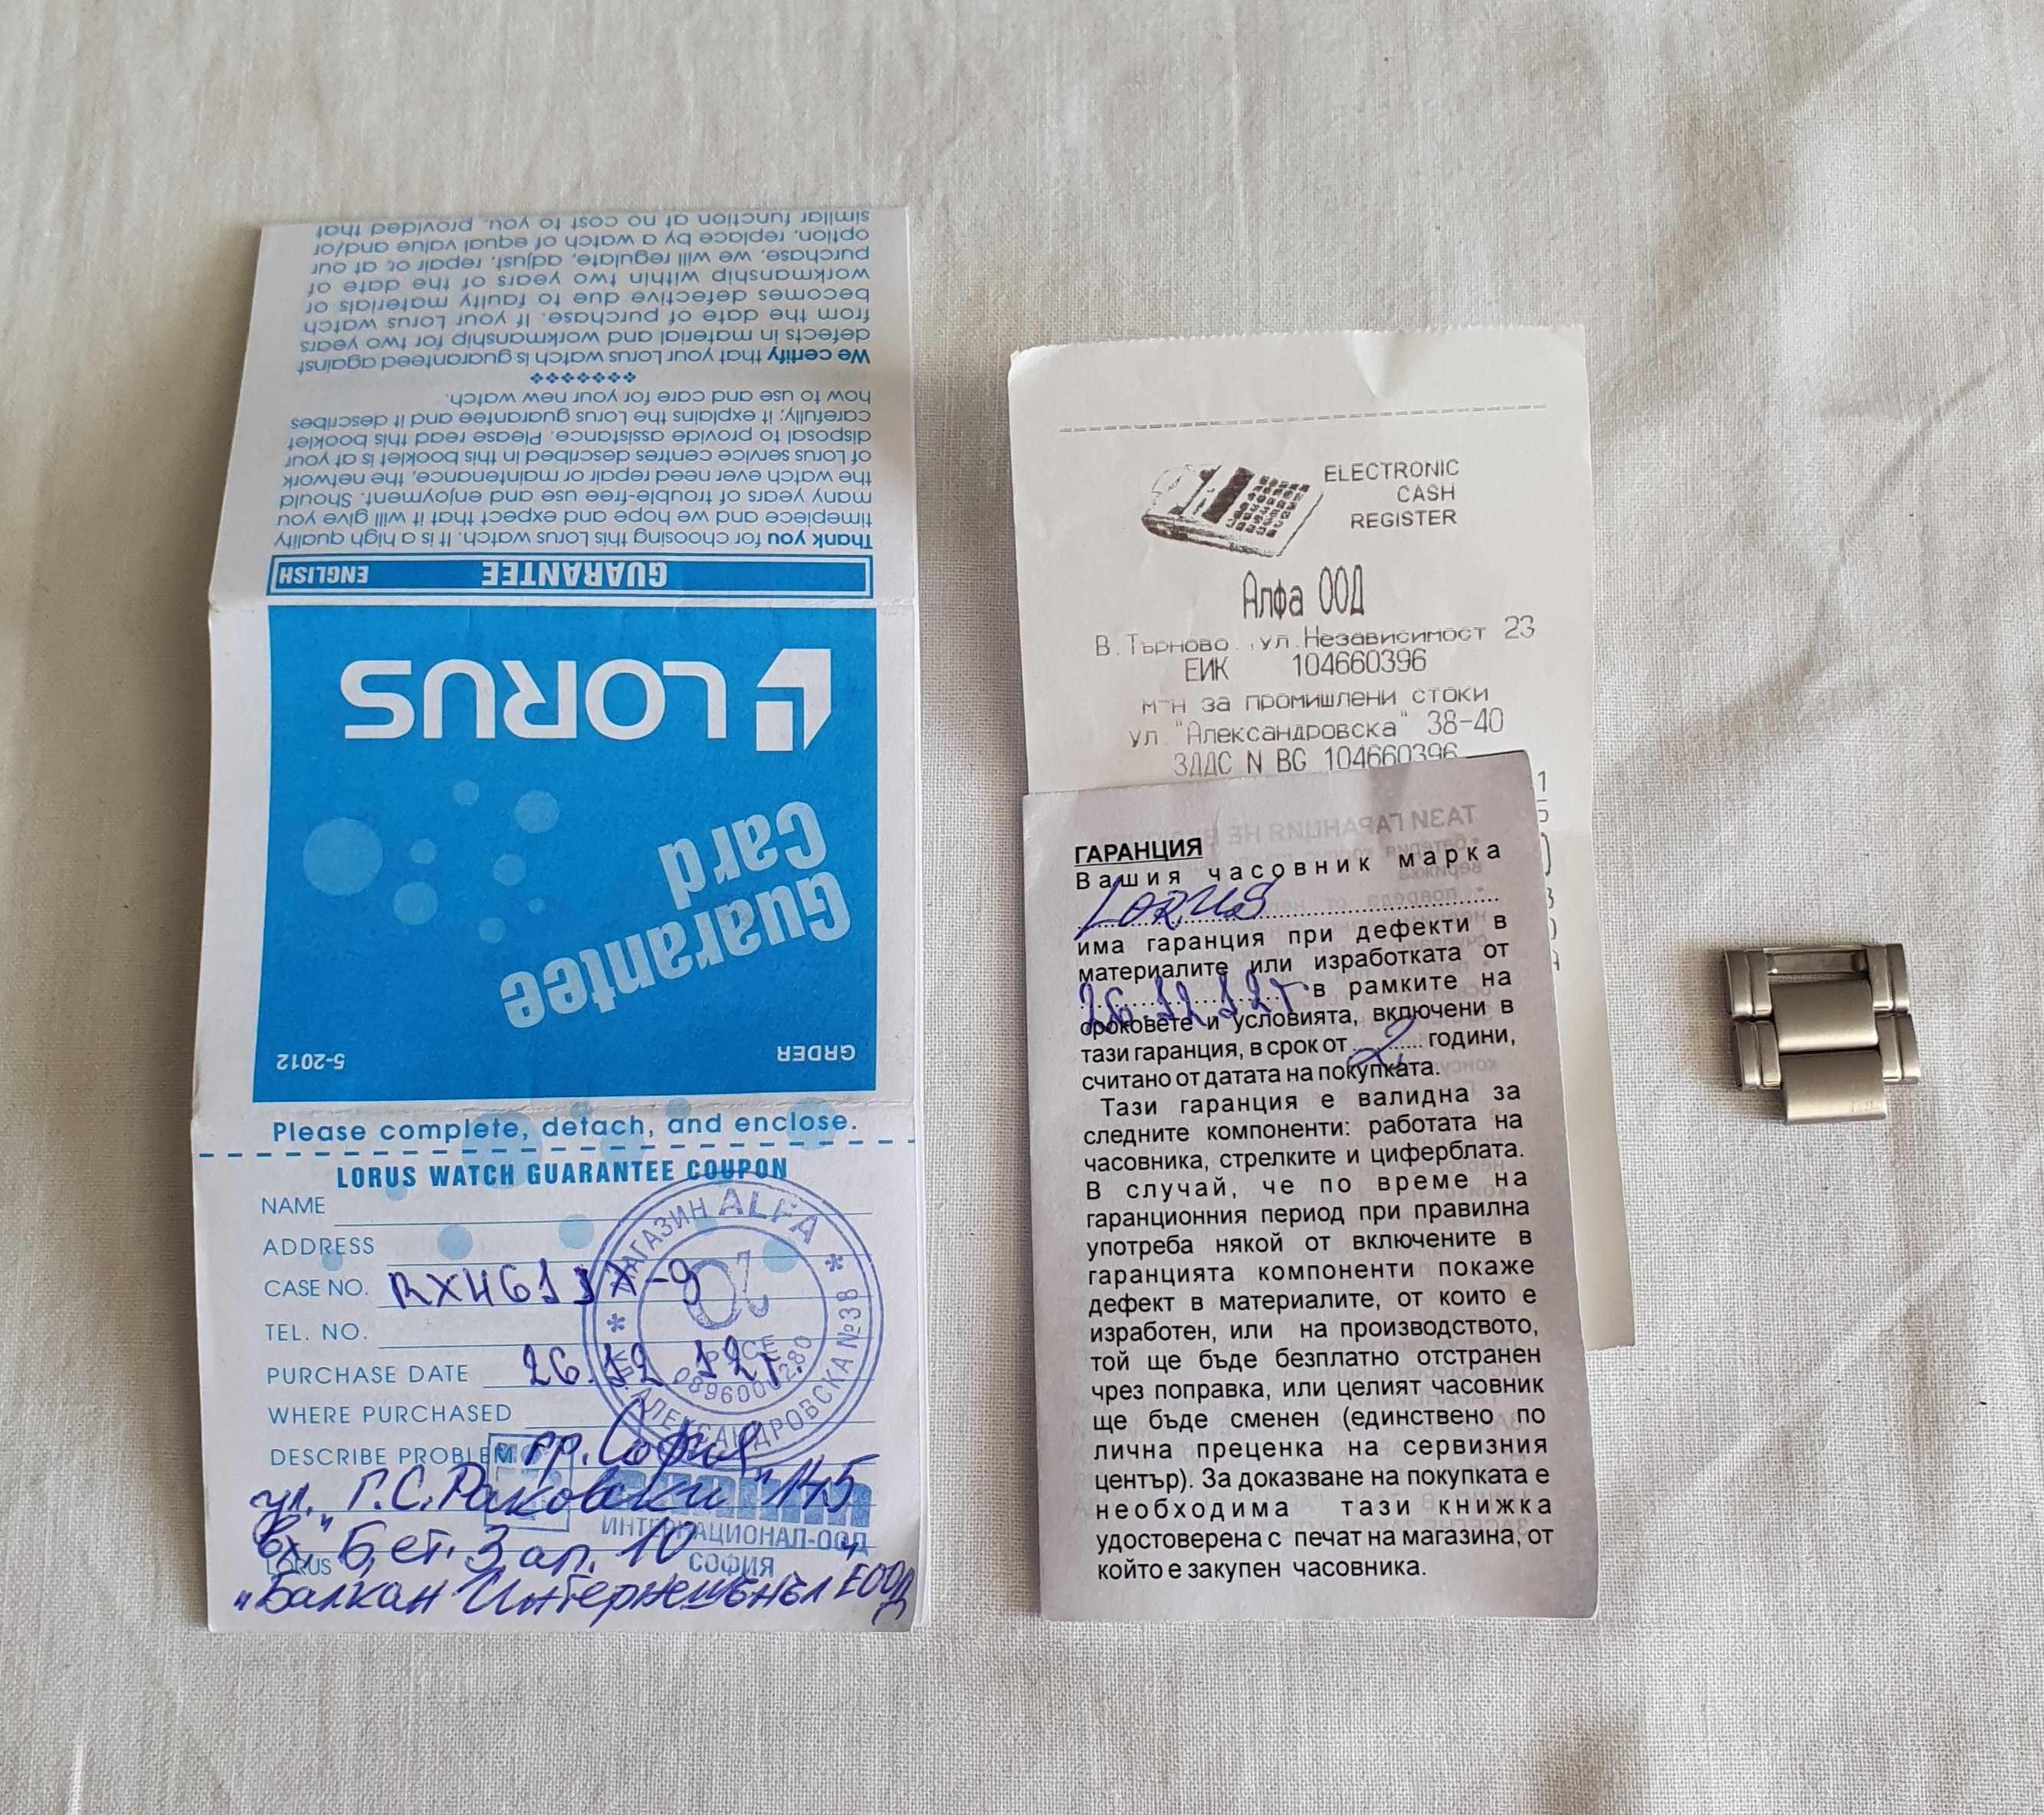 similar function at no cost to you, provided that
option, replace by a watch of equal value and/or
purchase, we will regulate, adjust, repair or, at our
workmanship within two years of the date of
becomes defective due to faulty materials or
from the date of purchase. If your Lorus watch
defects in material and workmanship for two years
We certify that your Lorus watch is guaranteed against
how to use and care for your new watch.
carefully; it explains the Lorus guarantee and it describes
disposal to provide assistance. Please read this booklet
of Lorus service centres described in this booklet is at your
the watch ever need repair or maintenance, the network
many years of trouble-free use and enjoyment. Should
timepiece and we hope and expect that it will give you
Thank you for choosing this Lorus watch. It is a high quality
GUARANTEE ENGLISH
LORUS
Guarantee
Card
GRDER 5-2012
Please complete, detach, and enclose.
LORUS WATCH GUARANTEE COUPON
NAME
ADDRESS
CASE NO. RXH611X-9
TEL. NO.
PURCHASE DATE 26.12.12г.
WHERE PURCHASED
DESCRIBE PROBLEM гр. София
ул. "Г.С.Раковски" 145
вх. Б, ет. 3 ап. 10
LORUS
"Балкан Интернешънъл" ЕООД
МАГАЗИН ALFA
АЛЕКСАНДРОВСКА №38
ИНТЕРНАЦИОНАЛ-ООД
СОФИЯ
ELECTRONIC
CASH
REGISTER
Алфа ООД
В.Търново ,ул.Независимост 23
ЕИК 104660396
м-н за промишлени стоки
ул."Александровска" 38-40
ЗДДС N BG 104660396
ГАРАНЦИЯ
Вашия часовник марка
LORUS
има гаранция при дефекти в
материалите или изработката от
26.12.12г в рамките на
сроковете и условията, включени в
тази гаранция, в срок от 2 години,
считано от датата на покупката.
Тази гаранция е валидна за
следните компоненти: работата на
часовника, стрелките и циферблата.
В случай, че по време на
гаранционния период при правилна
употреба някой от включените в
гаранцията компоненти покаже
дефект в материалите, от които е
изработен, или на производството,
той ще бъде безплатно отстранен
чрез поправка, или целият часовник
ще бъде сменен (единствено по
лична преценка на сервизния
център). За доказване на покупката е
необходима тази книжка
удостоверена с печат на магазина, от
който е закупен часовника.